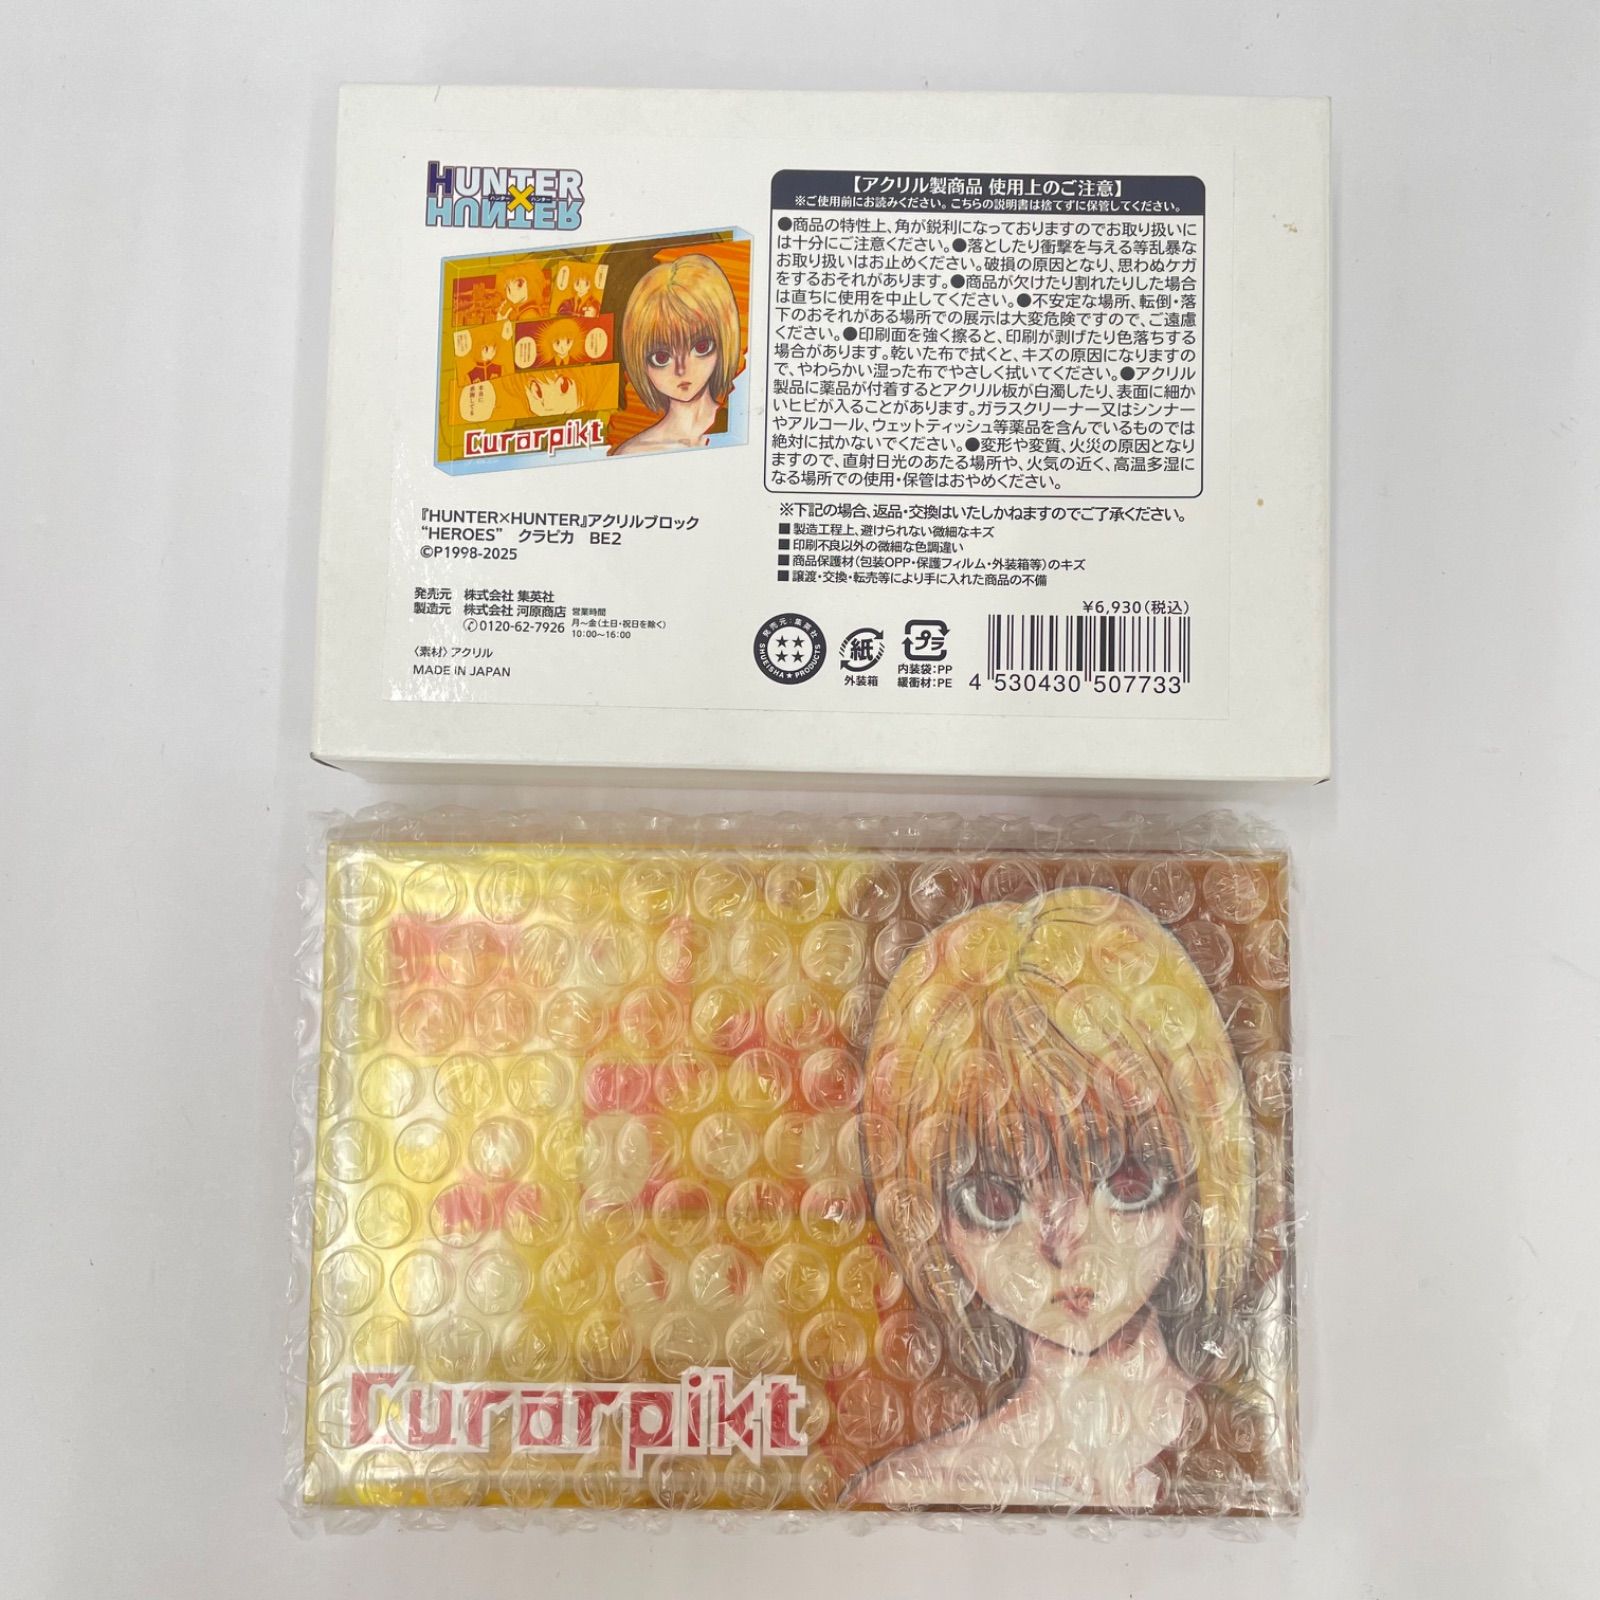 HUNTER
×
ハンター ハンター
HUNTER
Curarpikt
『HUNTER×HUNTER』アクリルブロック
“HEROES” クラピカ BE2
©P1998-2025
発売元 株式会社 集英社
製造元 株式会社 河原商店
✆0120-62-7926
営業時間
月～金(土日・祝日を除く)
10:00～16:00
〈素材〉アクリル
MADE IN JAPAN
【アクリル製商品 使用上のご注意】
※ご使用前にお読みください。こちらの説明書は捨てずに保管してください。
●商品の特性上、角が鋭利になっておりますのでお取り扱いに
は十分にご注意ください。●落としたり衝撃を与える等乱暴な
お取り扱いはお止めください。破損の原因となり、思わぬケガ
をするおそれがあります。●商品が欠けたり割れたりした場合
は直ちに使用を中止してください。●不安定な場所、転倒・落
下のおそれがある場所での展示は大変危険ですので、ご遠慮
ください。●印刷面を強く擦ると、印刷が剥げたり色落ちする
場合があります。乾いた布で拭くと、キズの原因になりますの
で、やわらかい湿った布でやさしく拭いてください。●アクリル
製品に薬品が付着するとアクリル板が白濁したり、表面に細か
いヒビが入ることがあります。ガラスクリーナー又はシンナー
やアルコール、ウェットティッシュ等薬品を含んでいるものでは
絶対に拭かないでください。●変形や変質、火災の原因となり
ますので、直射日光のあたる場所や、火気の近く、高温多湿に
なる場所での使用・保管はおやめください。
※下記の場合、返品・交換はいたしかねますのでご了承ください。
■製造工程上、避けられない微細なキズ
■印刷不良以外の微細な色調違い
■商品保護材(包装OPP・保護フィルム・外装箱等)のキズ
■譲渡・交換・転売等により手に入れた商品の不備
¥6,930(税込)
発売元:集英社
SHUEISHA★PRODUCTS
紙
外装箱
プラ
内装袋:PP
緩衝材:PE
4 530430 507733
Curarpikt